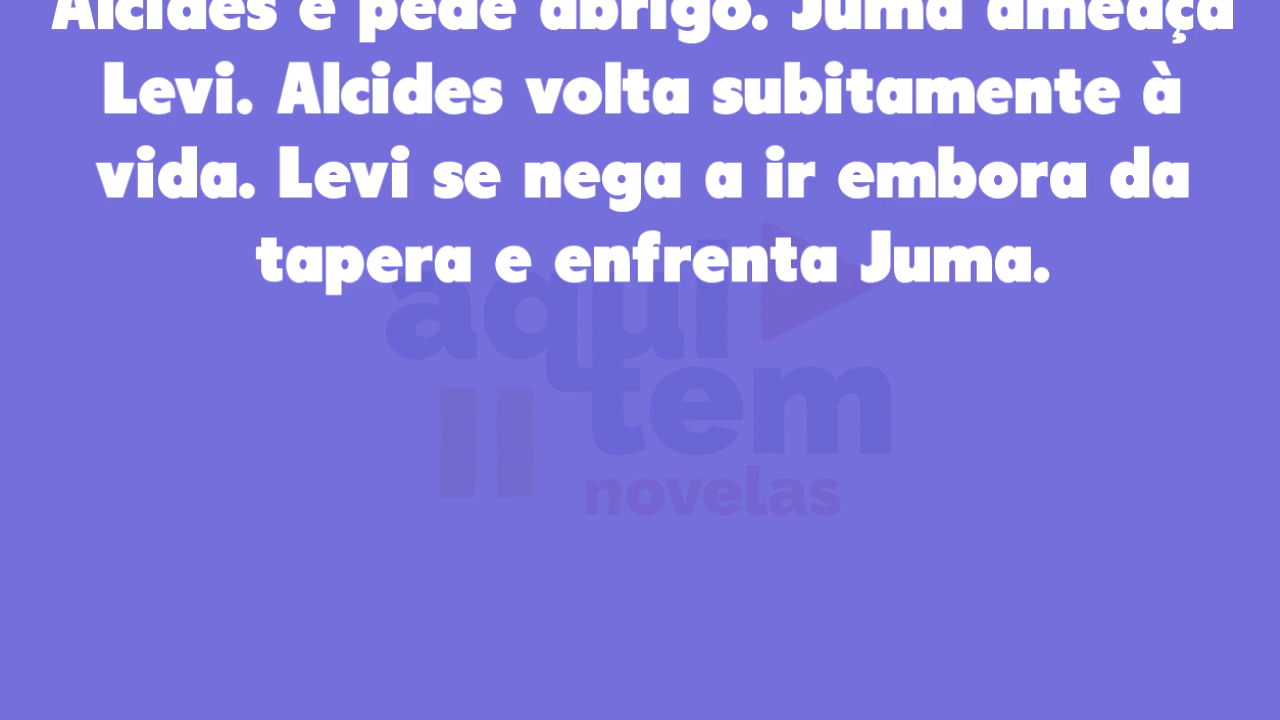 Alcides e pede abrigo. Juma ameaça
Levi. Alcides volta subitamente à
vida. Levi se nega a ir embora da
tapera e enfrenta Juma.
aqui
tem
novelas